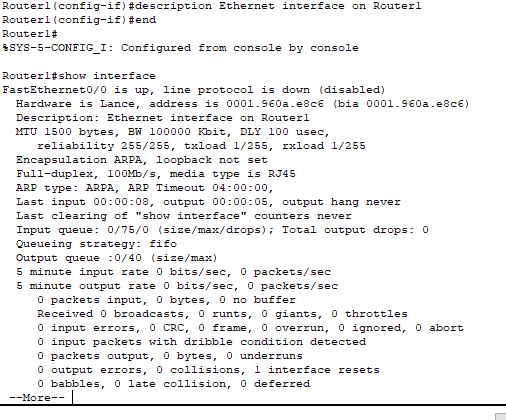 Router1(config-if)#description Ethernet interface on Router1
Router1(config-if)#end
Router1#
%SYS-5-CONFIG_I: Configured from console by console
Router1#show interface
FastEthernet0/0 is up, line protocol is down (disabled)
Hardware is Lance, address is 0001.960a.e8c6 (bia 0001.960a.e8c6)
Description: Ethernet interface on Router1
MTU 1500 bytes, BW 100000 Kbit, DLY 100 usec,
reliability 255/255, txload 1/255, rxload 1/255
Encapsulation ARPA, loopback not set
Full-duplex, 100Mb/s, media type is RJ45
ARP type: ARPA, ARP Timeout 04:00:00,
Last input 00:00:08, output 00:00:05, output hang never
Last clearing of "show interface" counters never
Input queue: 0/75/0 (size/max/drops); Total output drops: 0
Queueing strategy: fifo
Output queue :0/40 (size/max)
5 minute input rate 0 bits/sec, 0 packets/sec
5 minute output rate 0 bits/sec, 0 packets/sec
0 packets input, 0 bytes, 0 no buffer
Received 0 broadcasts, 0 runts, 0 giants, 0 throttles
0 input errors, 0 CRC, 0 frame, 0 overrun, 0 ignored, 0 abort
0 input packets with dribble condition detected
0 packets output, 0 bytes, 0 underruns
0 output errors, 0 collisions, 1 interface resets
0 babbles, 0 late collision, 0 deferred
--More--